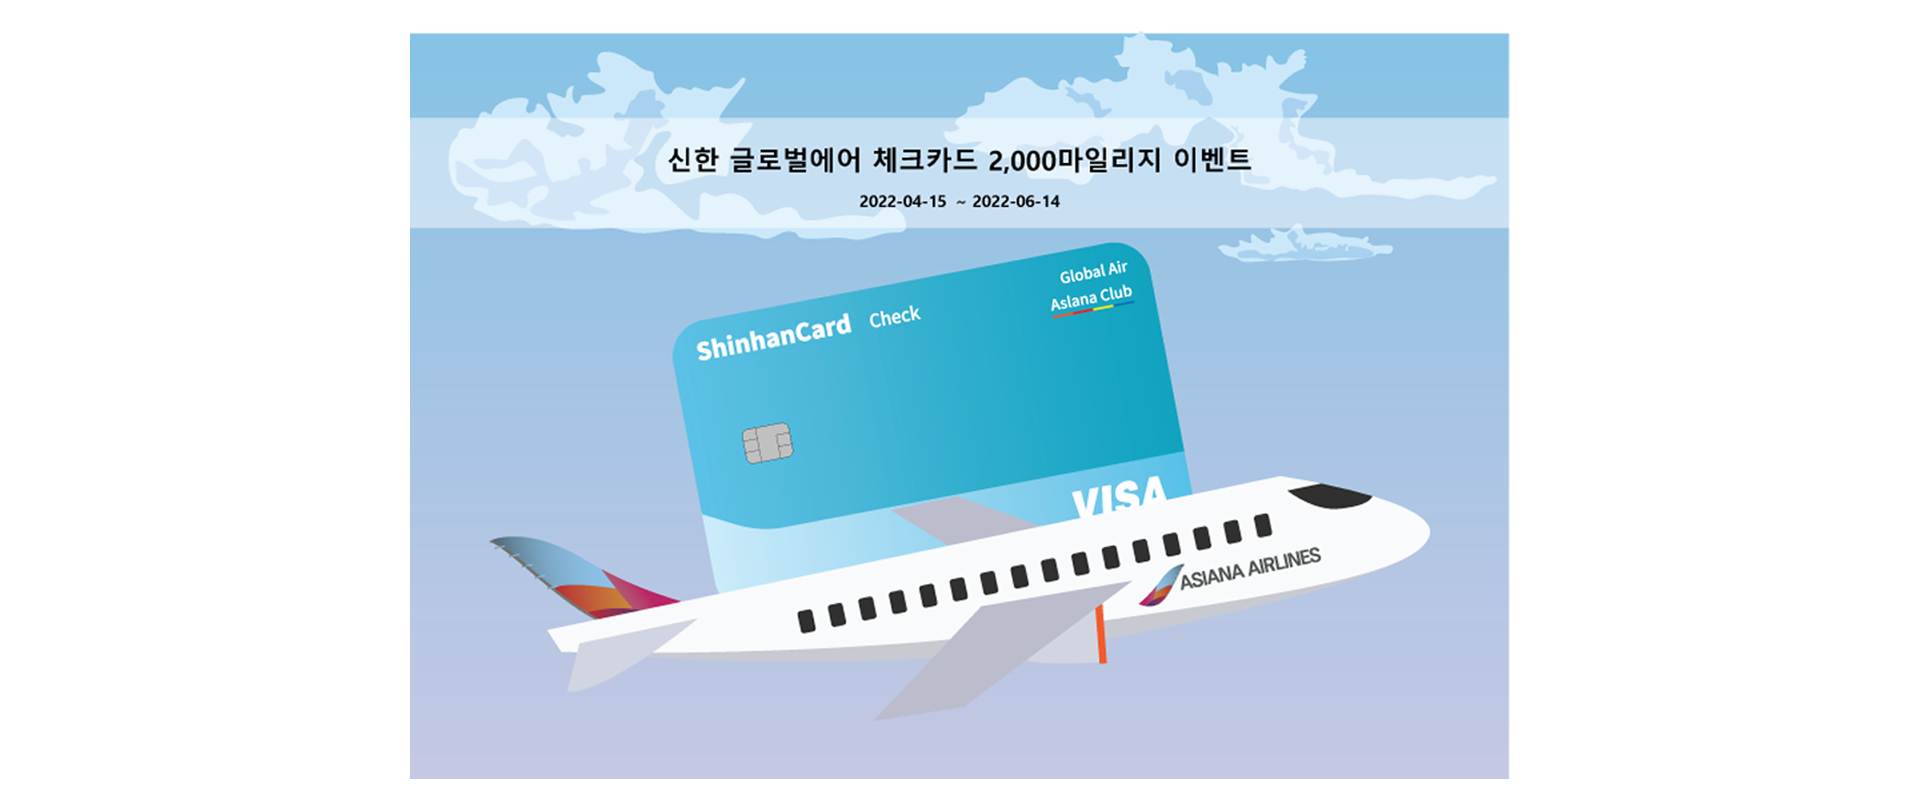 신한 글로벌에어 체크카드 2,000마일리지 이벤트
2022-04-15 ~ 2022-06-14
Global Air
Aslana Club
ShinhanCard Check
VISA
ASIANA AIRLINES